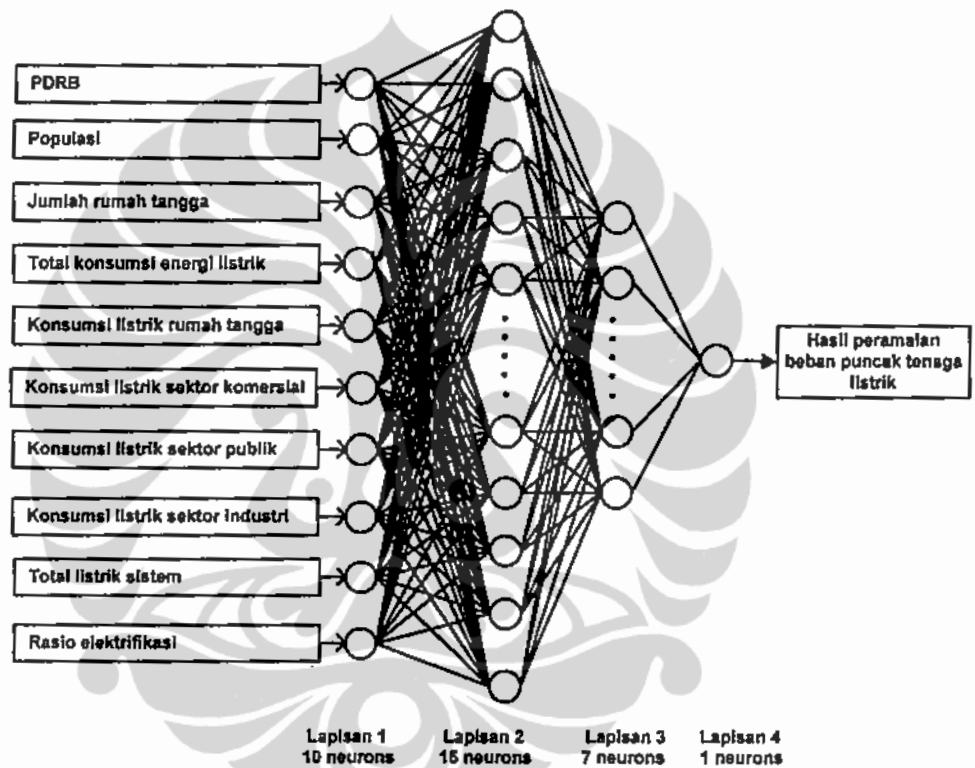 PDRB
Populasi
Jumlah rumah tangga
Total konsumsi energi listrik
Konsumsi listrik rumah tangga
Konsumsi listrik sektor komersial
Konsumsi listrik sektor publik
Konsumsi listrik sektor industri
Total listrik sistem
Rasio elektrifikasi
Hasil peramalan
beban puncak tenaga
listrik
Lapisan 1
10 neurons
Lapisan 2
15 neurons
Lapisan 3
7 neurons
Lapisan 4
1 neurons